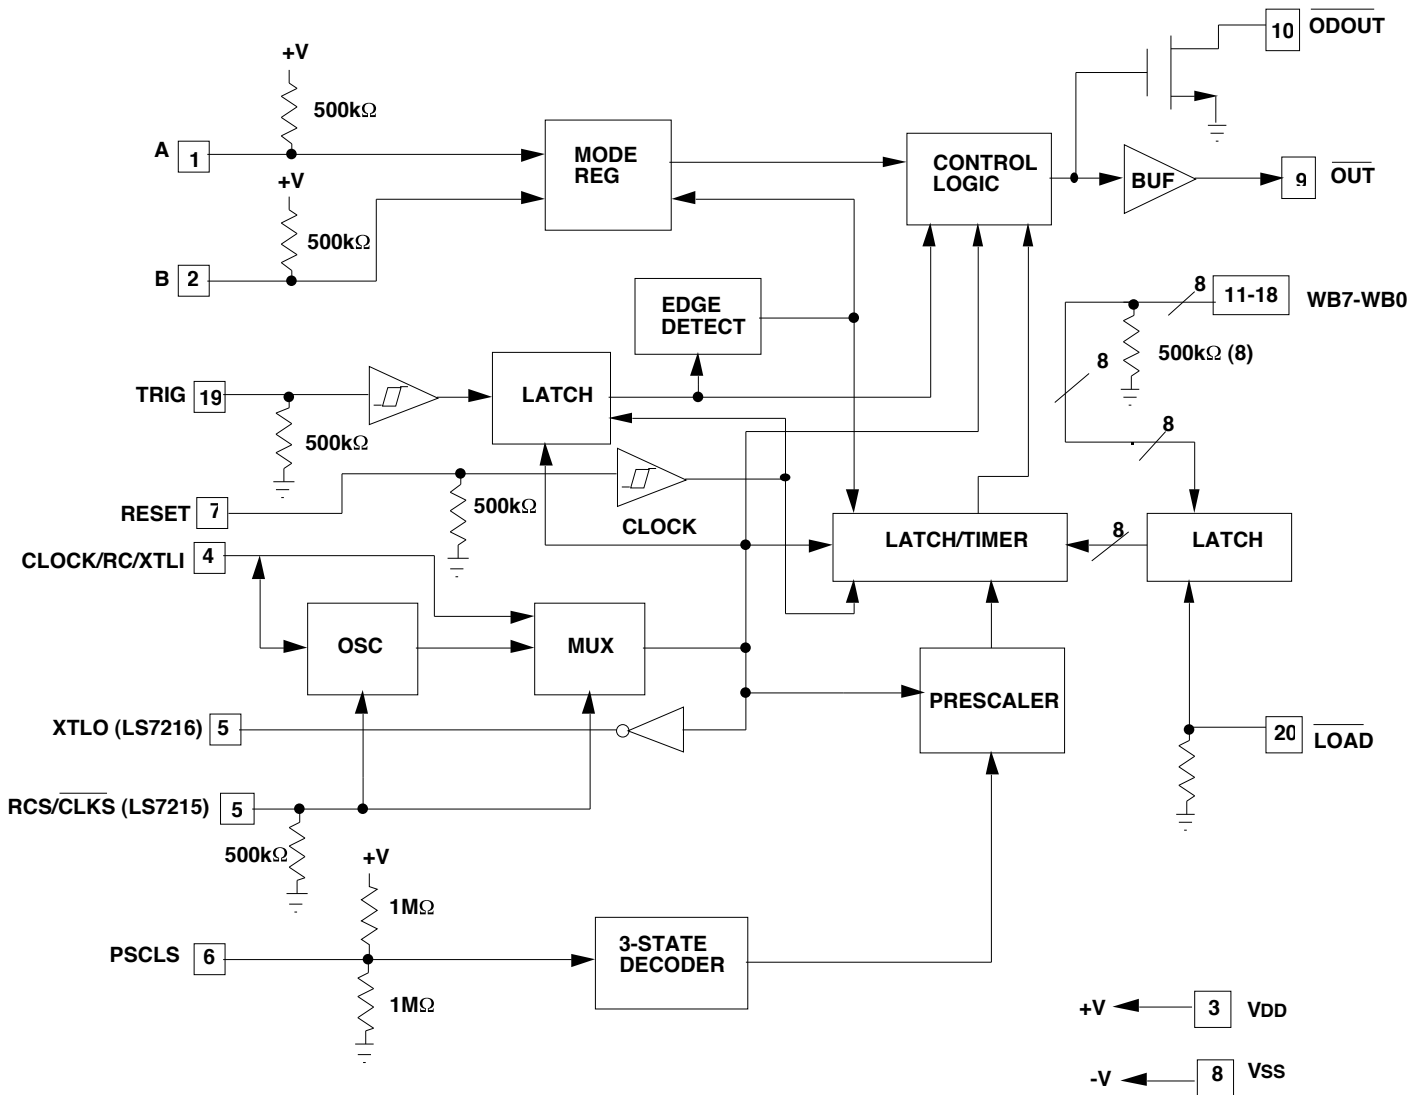 10 ODOUT
+V
500kΩ
A 1
MODE
REG
CONTROL
LOGIC
BUF
9 OUT
+V
500kΩ
B 2
EDGE
DETECT
8
11-18 WB7-WB0
500kΩ (8)
8
8
TRIG 19
LATCH
500kΩ
RESET 7
500kΩ
CLOCK
LATCH/TIMER
8
LATCH
CLOCK/RC/XTLI 4
OSC
MUX
PRESCALER
XTLO (LS7216) 5
20 LOAD
RCS/CLKS (LS7215) 5
500kΩ
+V
1MΩ
PSCLS 6
3-STATE
DECODER
1MΩ
+V 3 VDD
-V 8 VSS